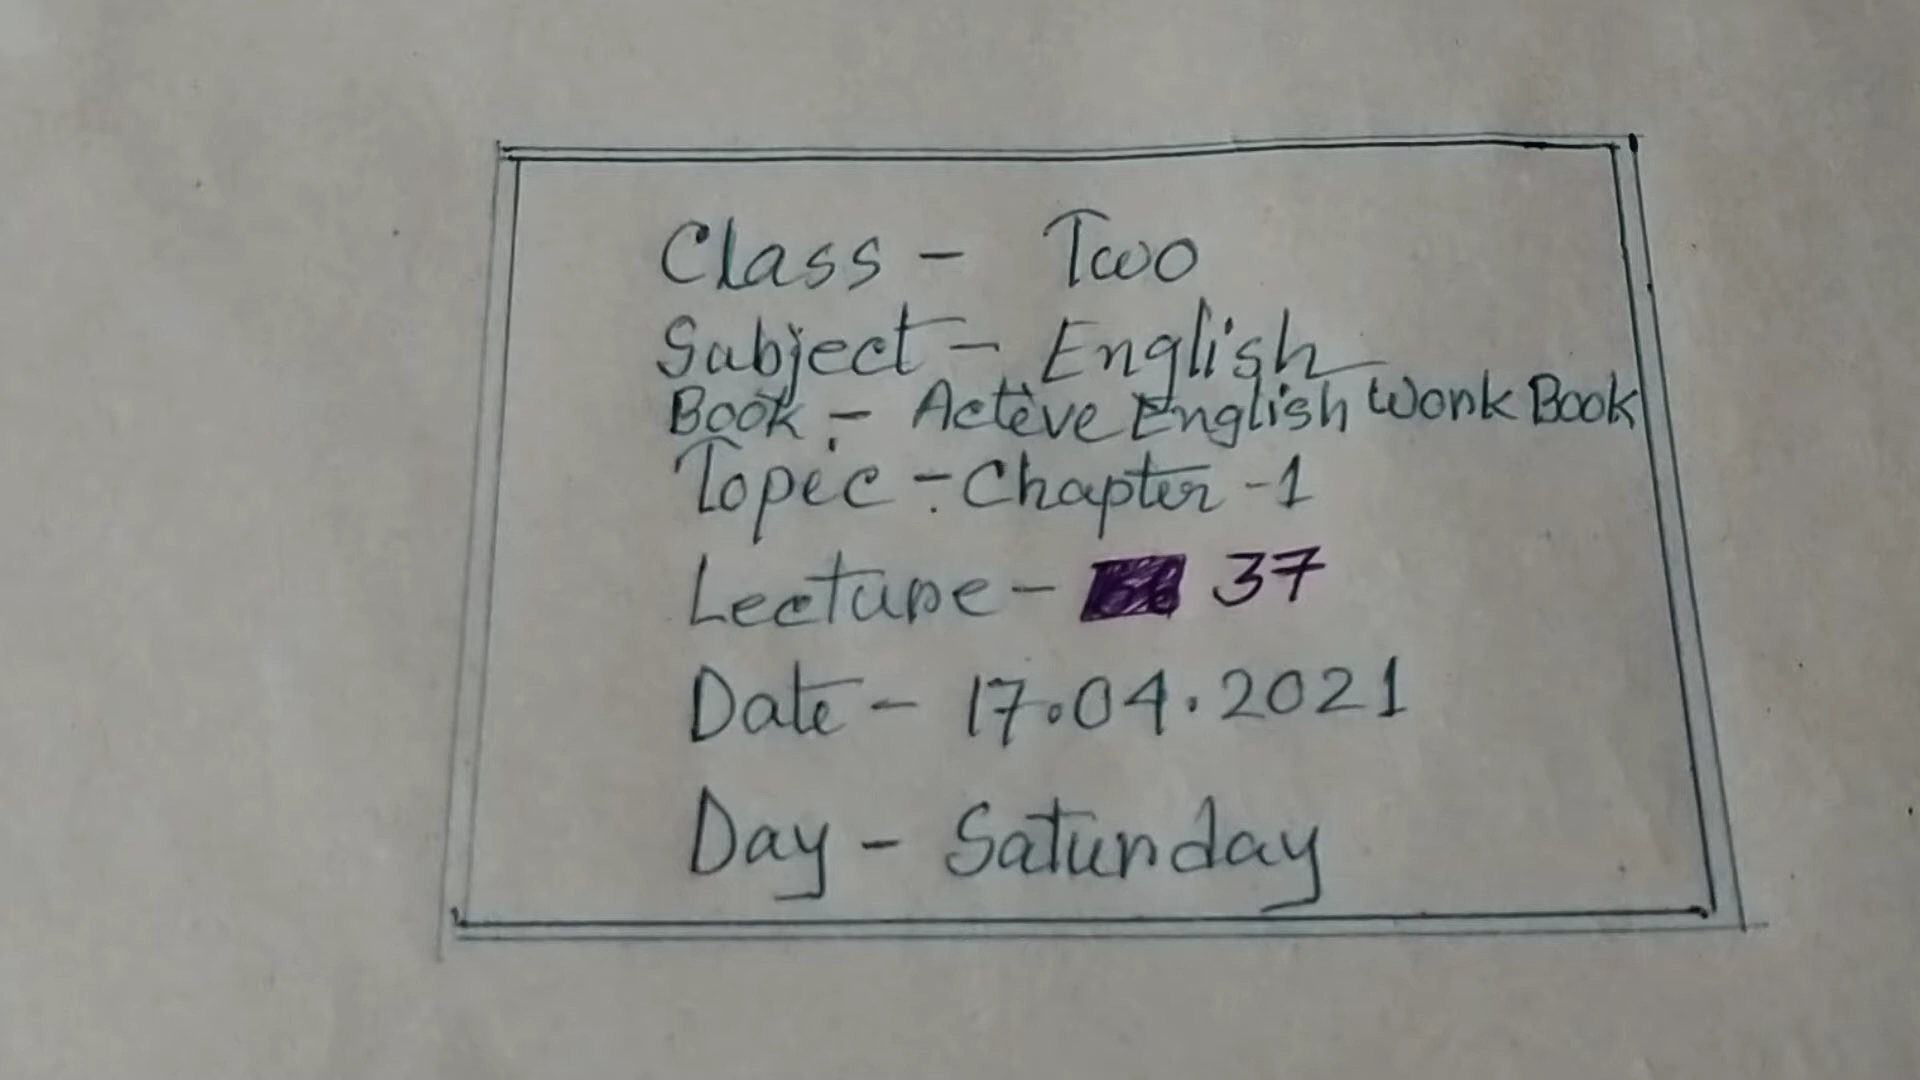 Class - Two
Subject - English
Book - Active English Work Book
Topic - Chapter -1
Lecture - 37
Date - 17.04.2021
Day - Saturday